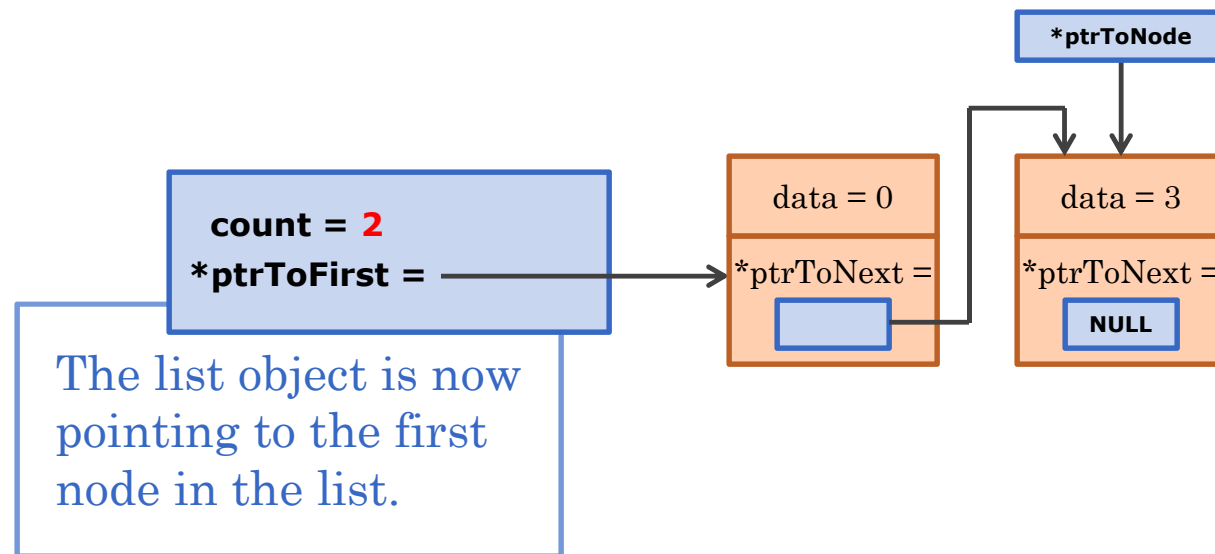 *ptrToNode
count = 2
*ptrToFirst =
data = 0
*ptrToNext =
data = 3
*ptrToNext =
NULL
The list object is now
pointing to the first
node in the list.